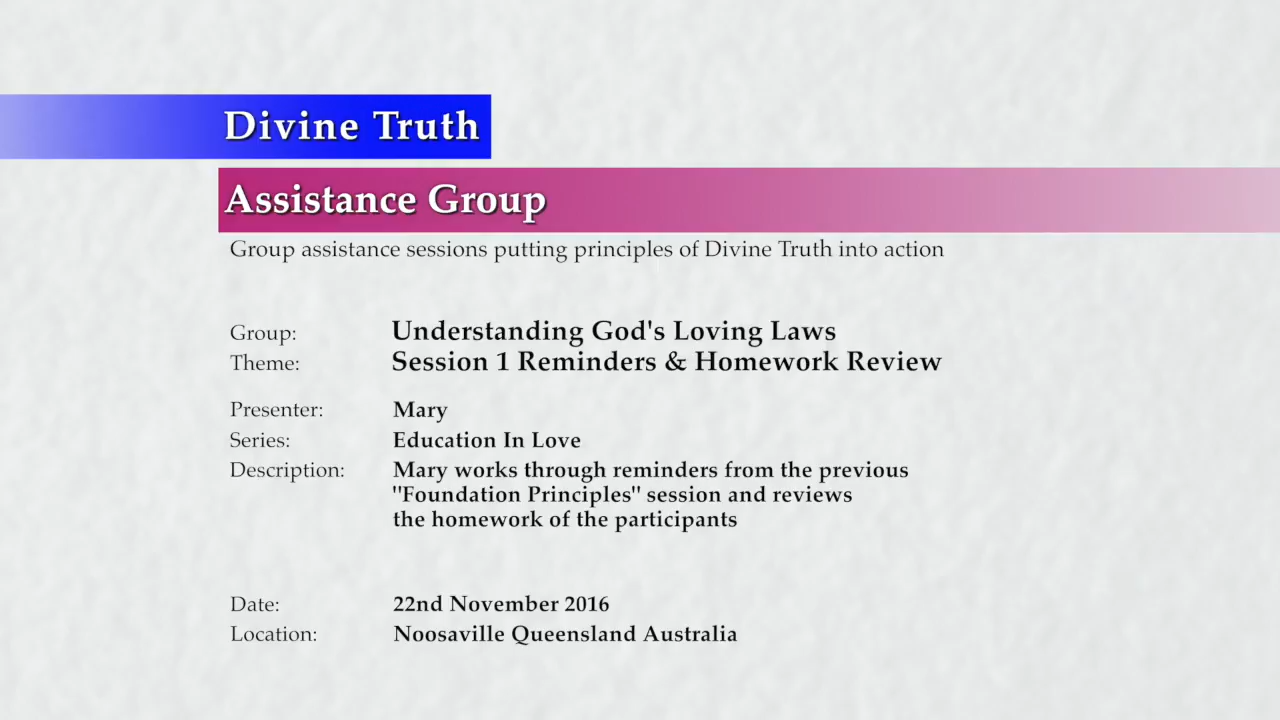 Divine Truth
Assistance Group
Group assistance sessions putting principles of Divine Truth into action
Group: Understanding God's Loving Laws
Theme: Session 1 Reminders & Homework Review
Presenter: Mary
Series: Education In Love
Description: Mary works through reminders from the previous
"Foundation Principles" session and reviews
the homework of the participants
Date: 22nd November 2016
Location: Noosaville Queensland Australia